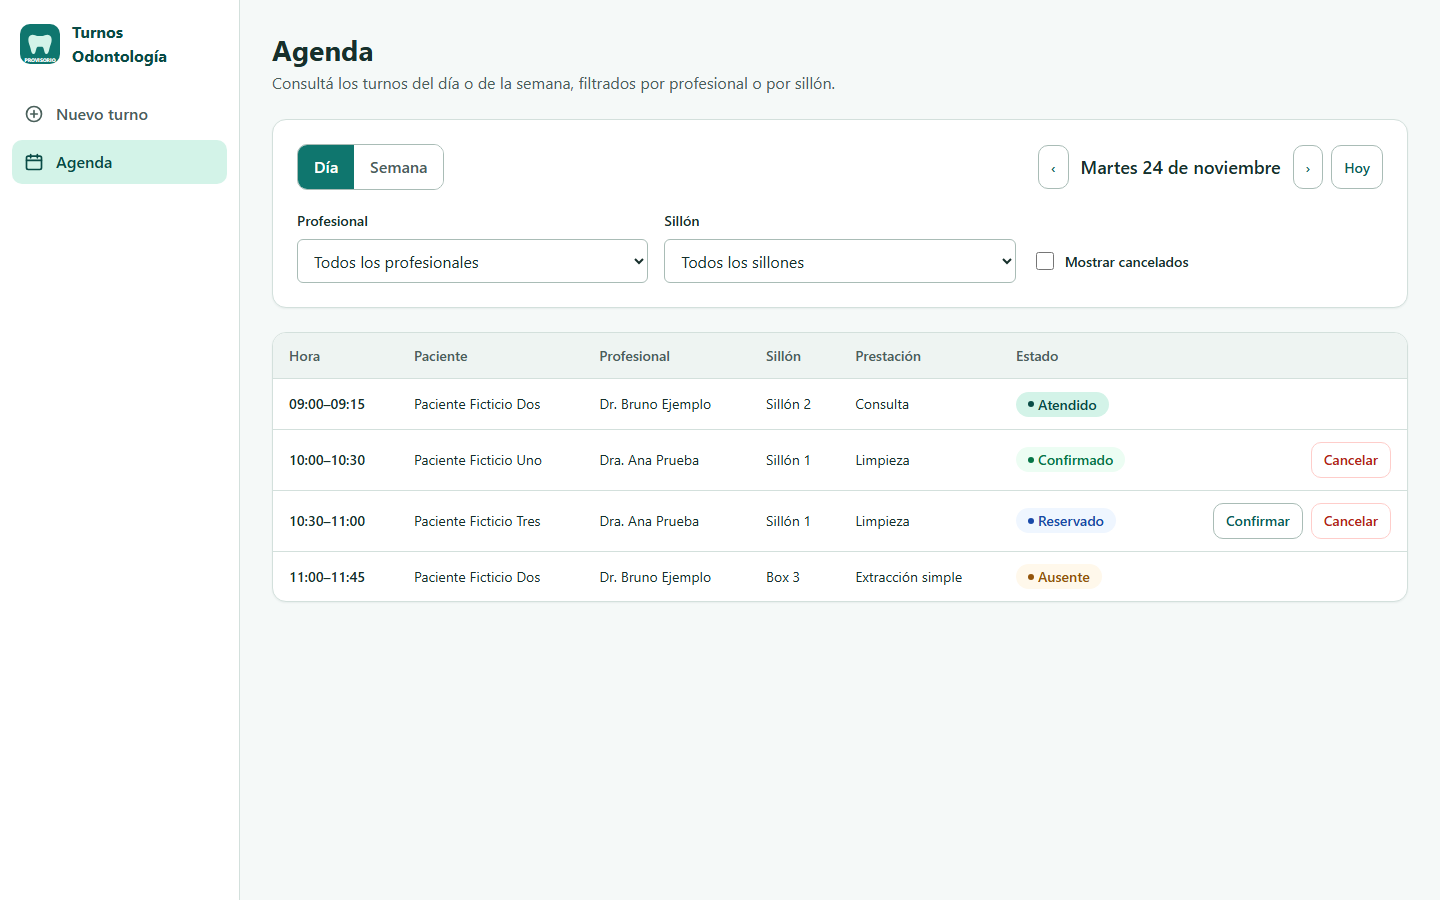 Turnos
Odontología
PROVISORIO
Nuevo turno
Agenda
Agenda
Consultá los turnos del día o de la semana, filtrados por profesional o por sillón.
Día Semana
‹ Martes 24 de noviembre › Hoy
Profesional Sillón
Todos los profesionales Todos los sillones Mostrar cancelados
Hora Paciente Profesional Sillón Prestación Estado
09:00–09:15 Paciente Ficticio Dos Dr. Bruno Ejemplo Sillón 2 Consulta Atendido
10:00–10:30 Paciente Ficticio Uno Dra. Ana Prueba Sillón 1 Limpieza Confirmado Cancelar
10:30–11:00 Paciente Ficticio Tres Dra. Ana Prueba Sillón 1 Limpieza Reservado Confirmar Cancelar
11:00–11:45 Paciente Ficticio Dos Dr. Bruno Ejemplo Box 3 Extracción simple Ausente